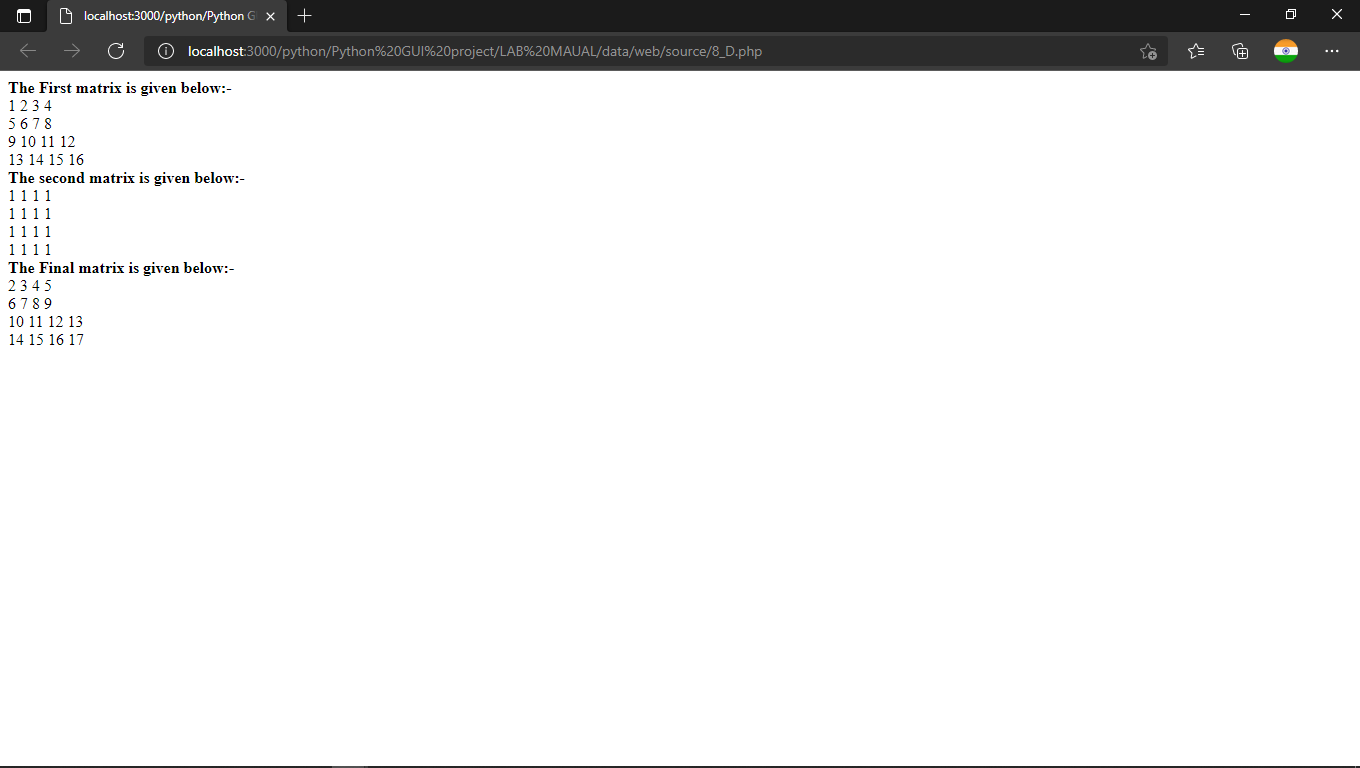 localhost:3000/python/Python G
localhost:3000/python/Python%20GUI%20project/LAB%20MAUAL/data/web/source/8_D.php
The First matrix is given below:-
1 2 3 4
5 6 7 8
9 10 11 12
13 14 15 16
The second matrix is given below:-
1 1 1 1
1 1 1 1
1 1 1 1
1 1 1 1
The Final matrix is given below:-
2 3 4 5
6 7 8 9
10 11 12 13
14 15 16 17